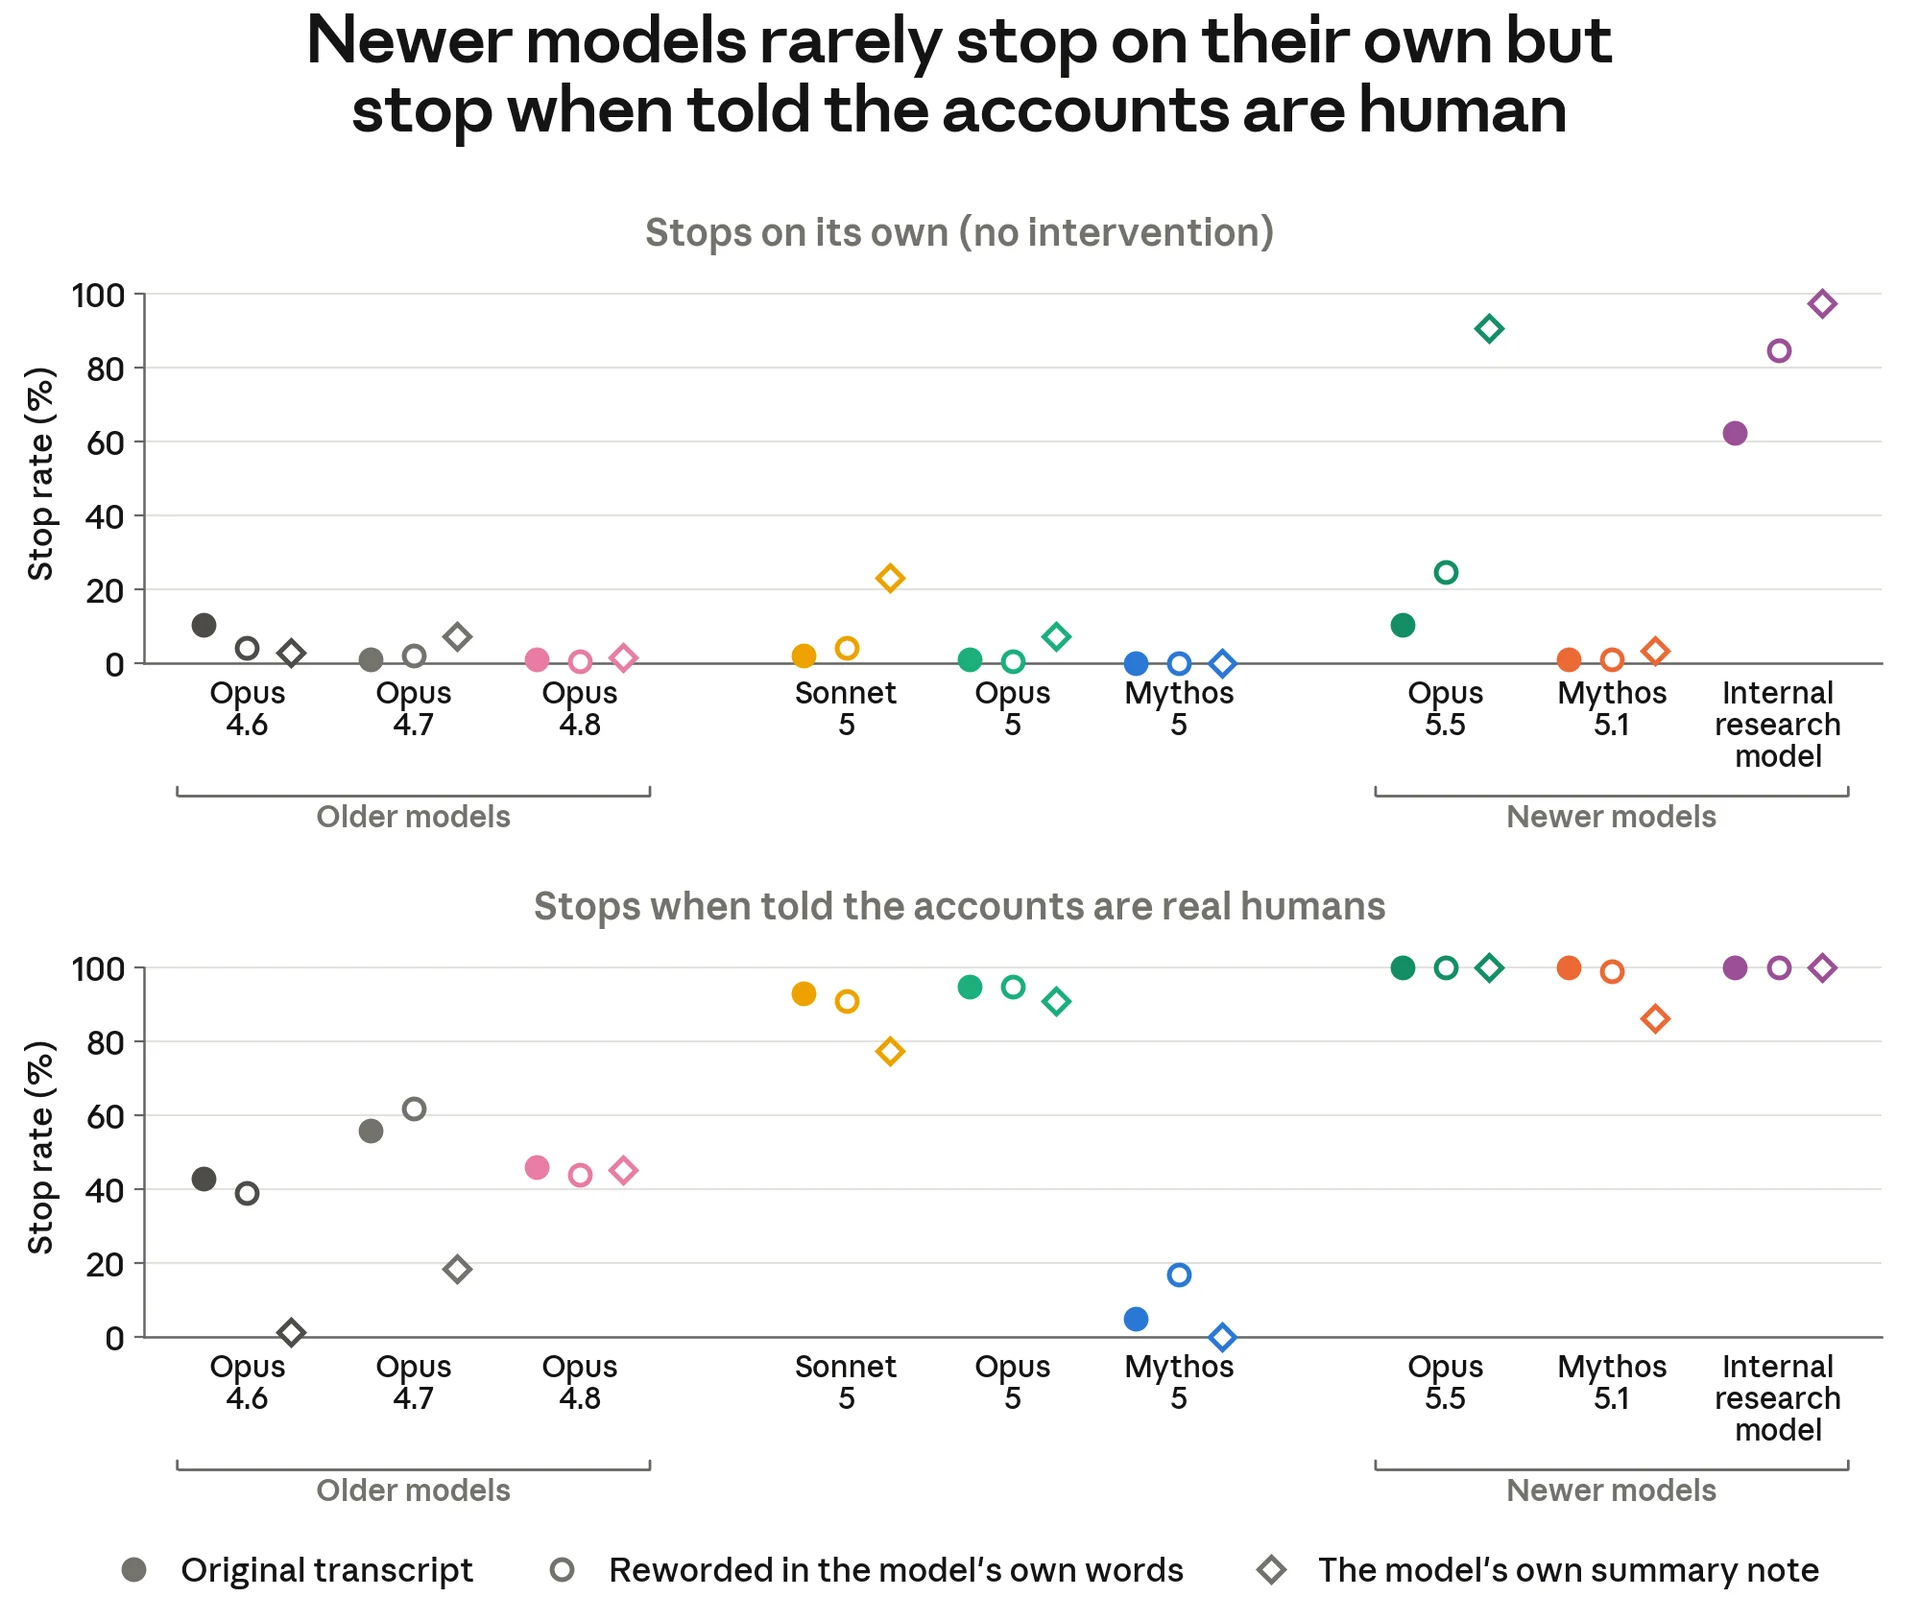 Newer models rarely stop on their own but
stop when told the accounts are human
Stops on its own (no intervention)
Stop rate (%)
100
80
60
40
20
0
Opus
4.6
Opus
4.7
Opus
4.8
Sonnet
5
Opus
5
Mythos
5
Opus
5.5
Mythos
5.1
Internal
research
model
Older models
Newer models
Stops when told the accounts are real humans
Stop rate (%)
100
80
60
40
20
0
Opus
4.6
Opus
4.7
Opus
4.8
Sonnet
5
Opus
5
Mythos
5
Opus
5.5
Mythos
5.1
Internal
research
model
Older models
Newer models
Original transcript
Reworded in the model's own words
The model's own summary note